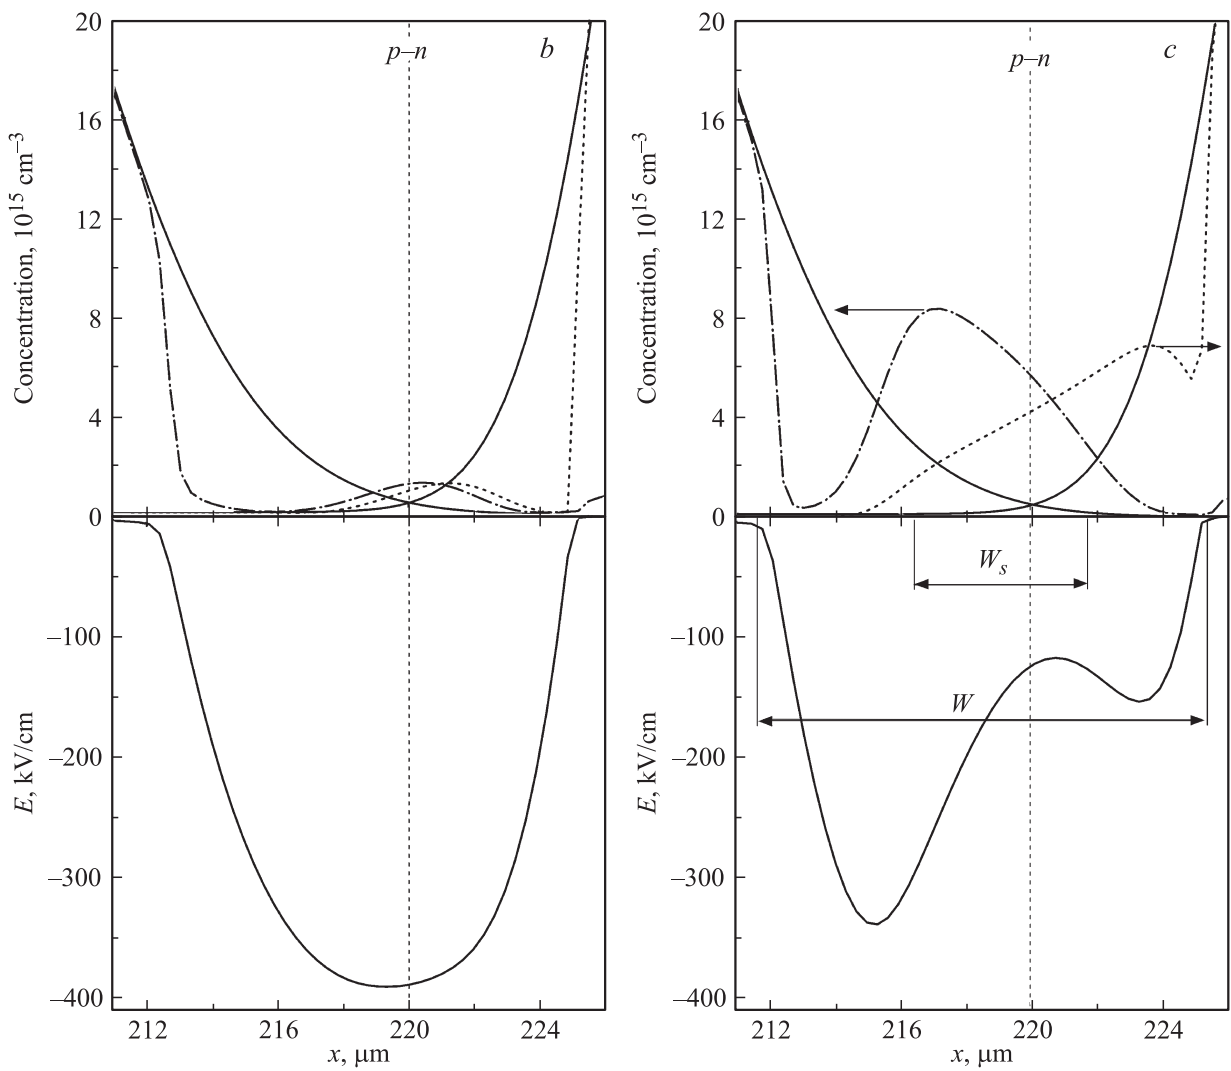 20
16
12
8
4
0
Concentration, 10¹⁵ cm⁻³
p–n
b
–100
–200
–300
–400
E, kV/cm
212
216
220
224
x, μm
20
16
12
8
4
0
Concentration, 10¹⁵ cm⁻³
p–n
c
Wₛ
W
–100
–200
–300
–400
E, kV/cm
212
216
220
224
x, μm